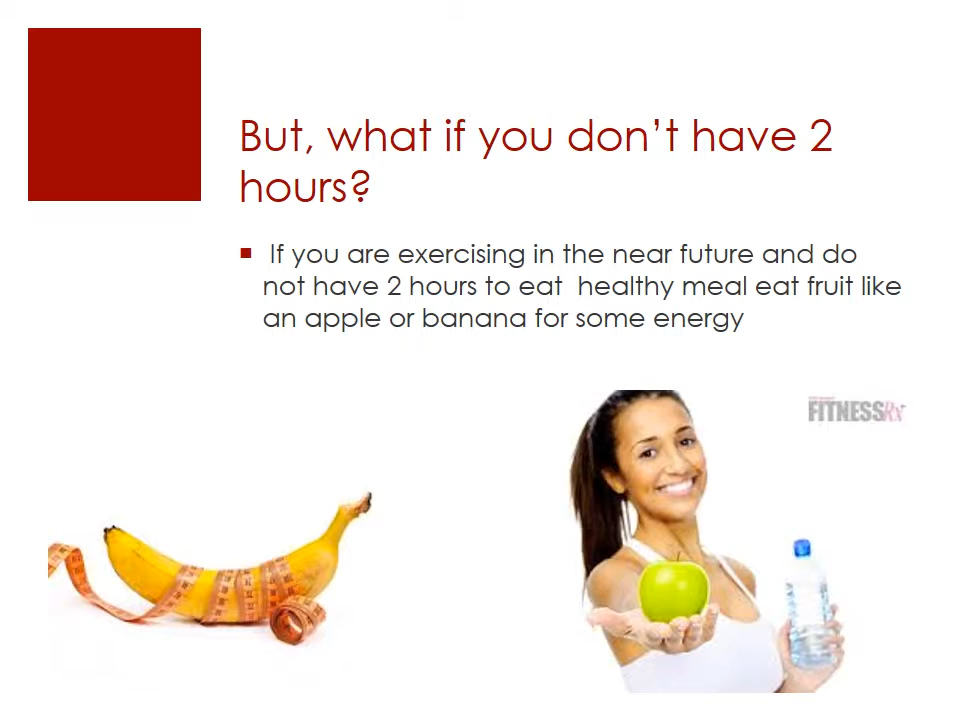 But, what if you don’t have 2
hours?
If you are exercising in the near future and do
not have 2 hours to eat  healthy meal eat fruit like
an apple or banana for some energy
FITNESSRx